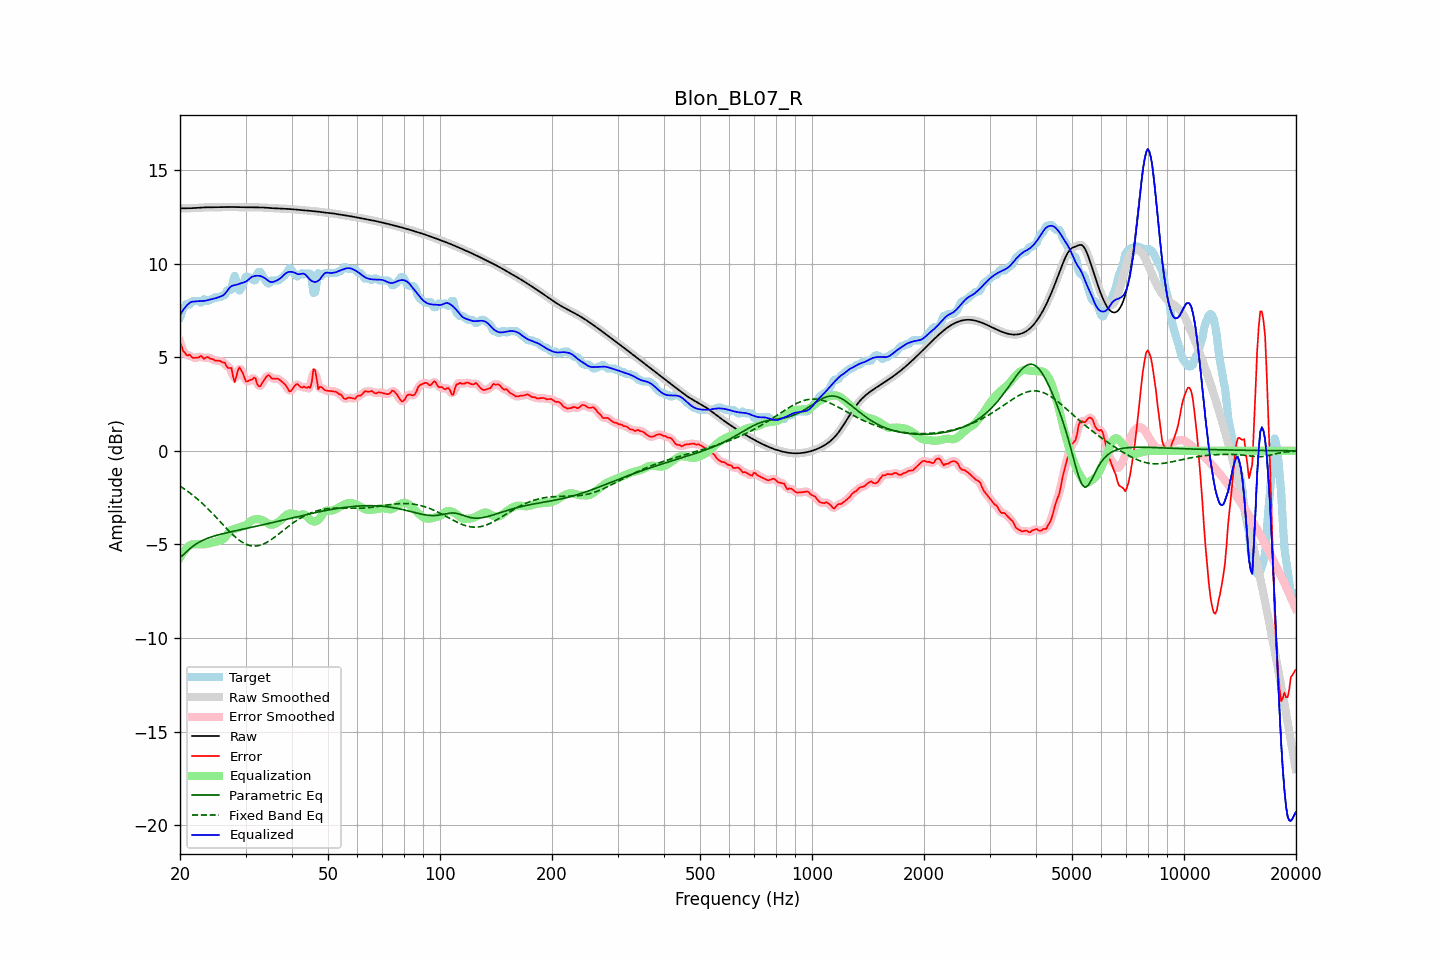 Blon_BL07_R
Amplitude (dBr)
15
10
5
0
−5
−10
−15
−20
Target
Raw Smoothed
Error Smoothed
Raw
Error
Equalization
Parametric Eq
Fixed Band Eq
Equalized
20 50 100 200 500 1000 2000 5000 10000 20000
Frequency (Hz)